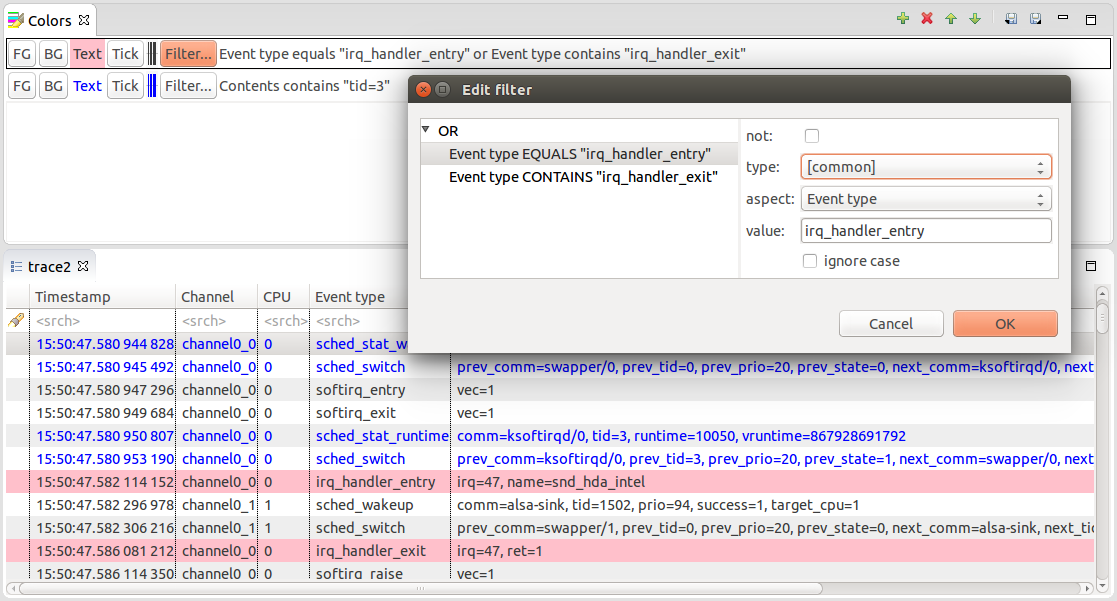 Colors
FG BG Text Tick Filter... Event type equals "irq_handler_entry" or Event type contains "irq_handler_exit"
FG BG Text Tick Filter... Contents contains "tid=3"
Edit filter
OR
Event type EQUALS "irq_handler_entry"
Event type CONTAINS "irq_handler_exit"
not:
type: [common]
aspect: Event type
value: irq_handler_entry
ignore case
Cancel OK
trace2
Timestamp Channel CPU Event type
<srch> <srch> <srch> <srch>
15:50:47.580 944 828 channel0_0 0 sched_stat_w
15:50:47.580 945 492 channel0_0 0 sched_switch prev_comm=swapper/0, prev_tid=0, prev_prio=20, prev_state=0, next_comm=ksoftirqd/0, next
15:50:47.580 947 296 channel0_0 0 softirq_entry vec=1
15:50:47.580 949 684 channel0_0 0 softirq_exit vec=1
15:50:47.580 950 807 channel0_0 0 sched_stat_runtime comm=ksoftirqd/0, tid=3, runtime=10050, vruntime=867928691792
15:50:47.580 953 190 channel0_0 0 sched_switch prev_comm=ksoftirqd/0, prev_tid=3, prev_prio=20, prev_state=1, next_comm=swapper/0, next
15:50:47.582 114 152 channel0_0 0 irq_handler_entry irq=47, name=snd_hda_intel
15:50:47.582 296 978 channel0_1 1 sched_wakeup comm=alsa-sink, tid=1502, prio=94, success=1, target_cpu=1
15:50:47.582 306 216 channel0_1 1 sched_switch prev_comm=swapper/1, prev_tid=0, prev_prio=20, prev_state=0, next_comm=alsa-sink, next_tid
15:50:47.586 081 212 channel0_0 0 irq_handler_exit irq=47, ret=1
15:50:47.586 114 350 channel0_0 0 softirq_raise vec=1